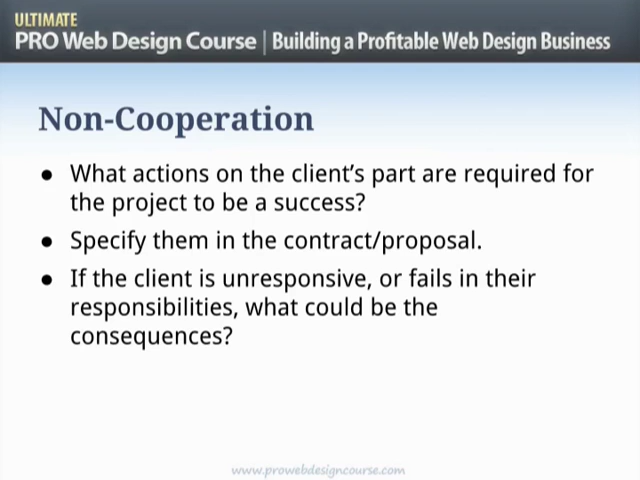 ULTIMATE
PRO Web Design Course | Building a Profitable Web Design Business
Non-Cooperation
● What actions on the client's part are required for
the project to be a success?
● Specify them in the contract/proposal.
● If the client is unresponsive, or fails in their
responsibilities, what could be the
consequences?
www.prowebdesigncourse.com